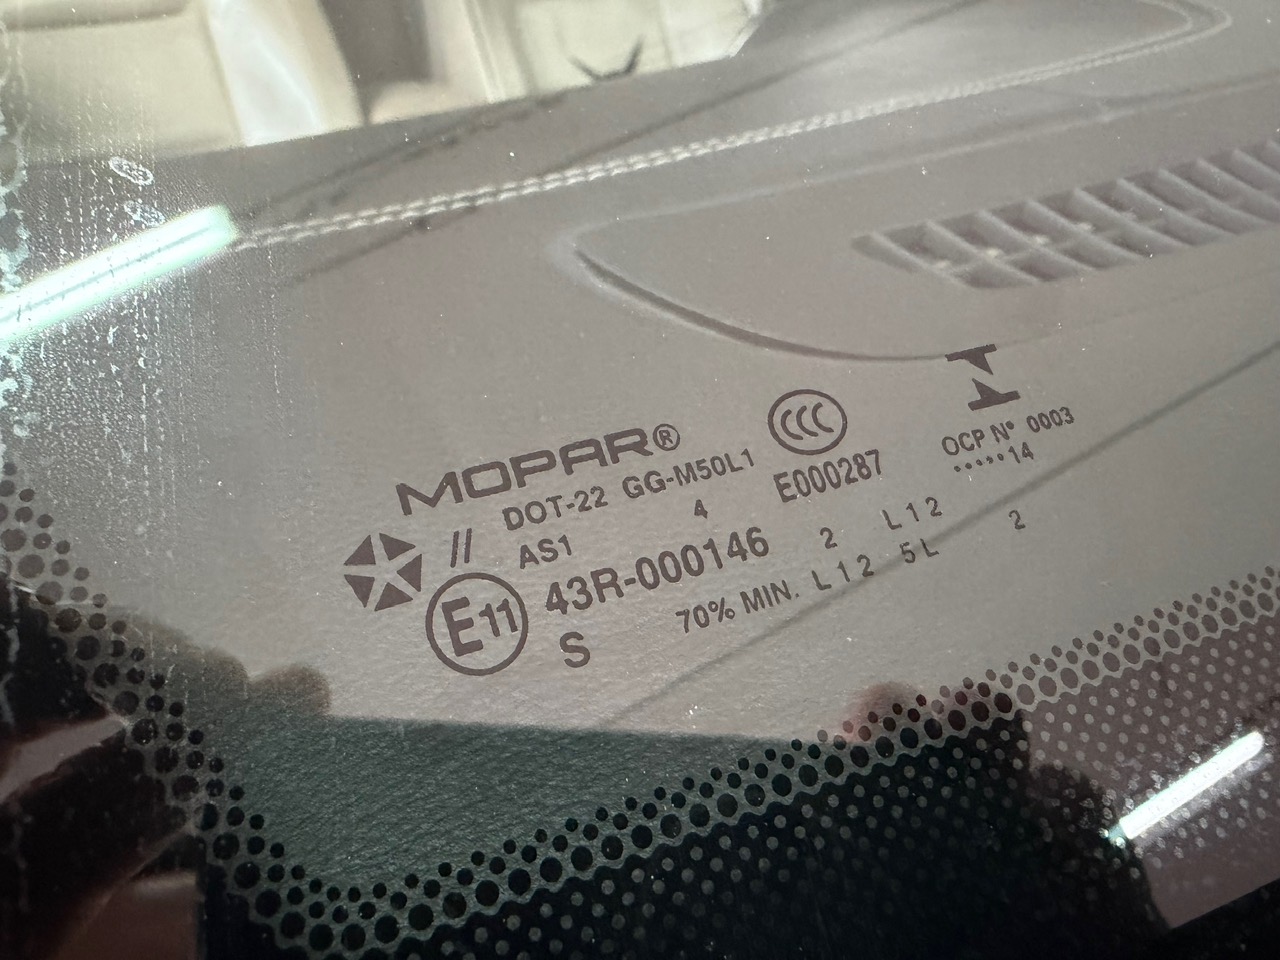 MOPAR®
CCC
DOT-22 GG-M50L1
E000287
OCP N° 0003
.....14
// AS1
4
E11 43R-000146 2 L12
S
70% MIN. L12 5L 2